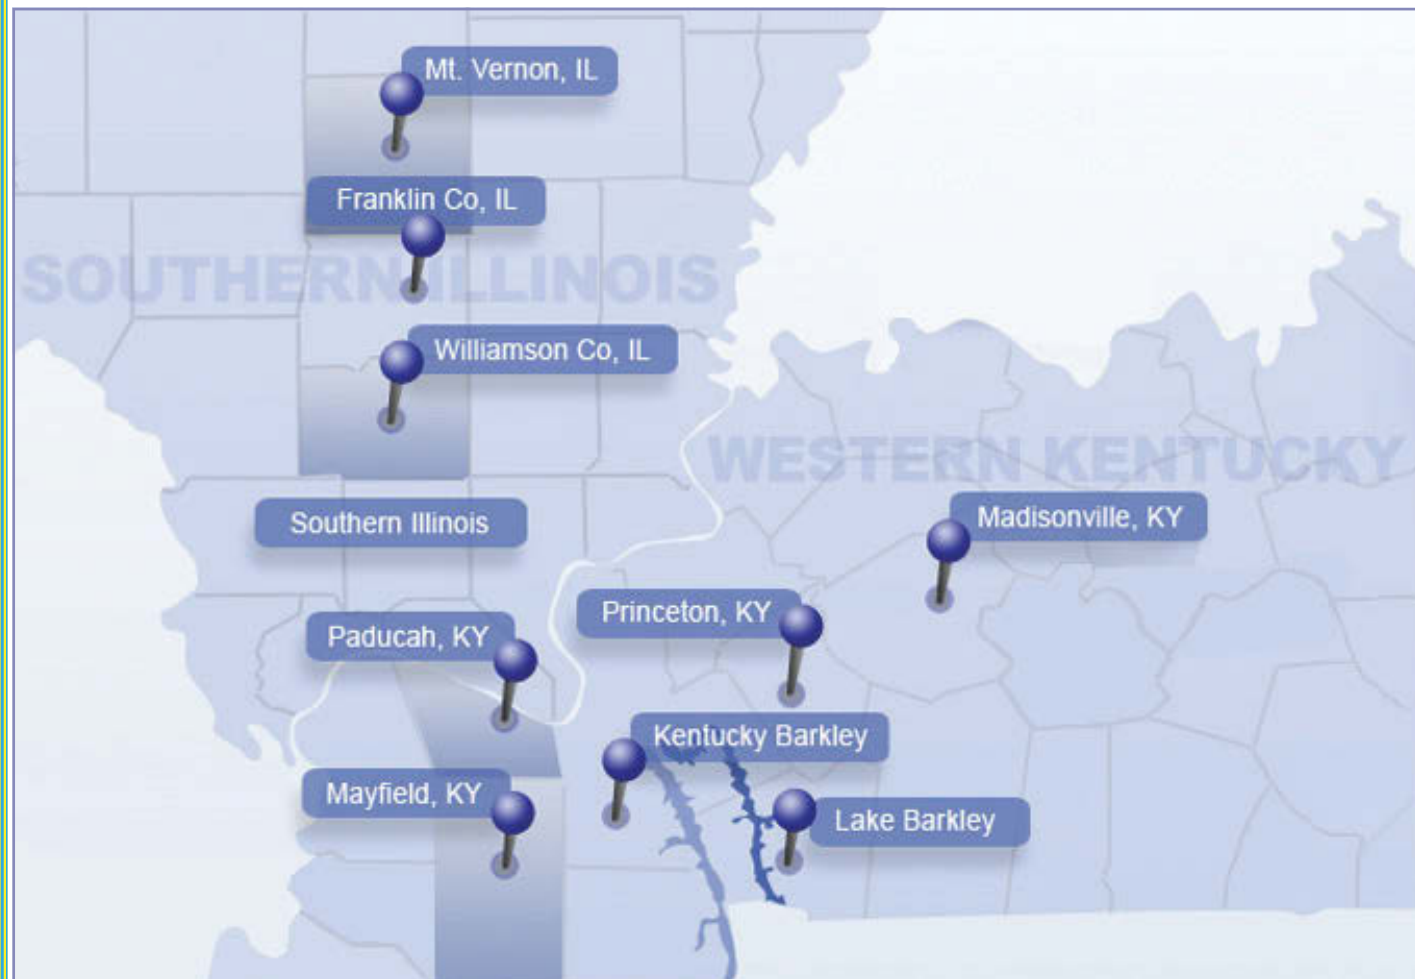 Mt. Vernon, IL
Franklin Co, IL
SOUTHERN ILLINOIS
Williamson Co, IL
WESTERN KENTUCKY
Southern Illinois
Madisonville, KY
Princeton, KY
Paducah, KY
Kentucky Barkley
Mayfield, KY
Lake Barkley